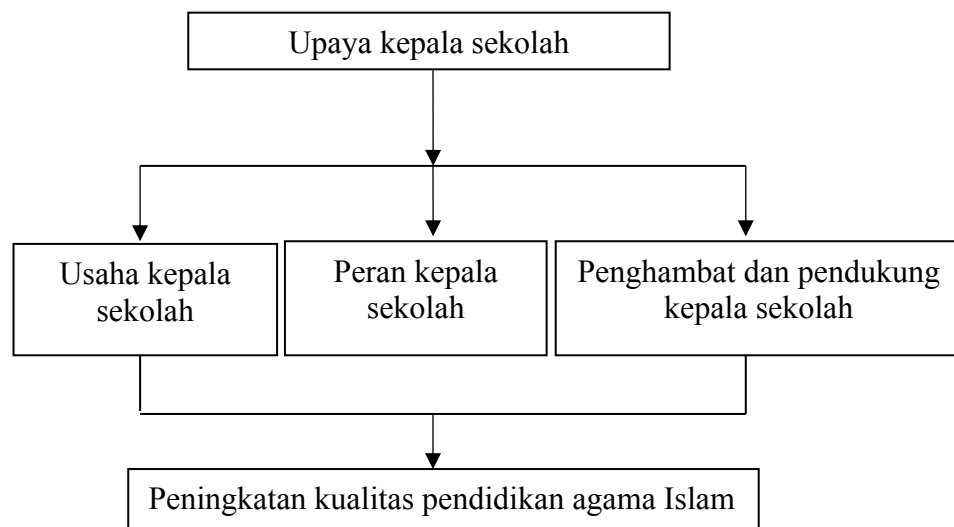 Upaya kepala sekolah
Usaha kepala
sekolah
Peran kepala
sekolah
Penghambat dan pendukung
kepala sekolah
Peningkatan kualitas pendidikan agama Islam